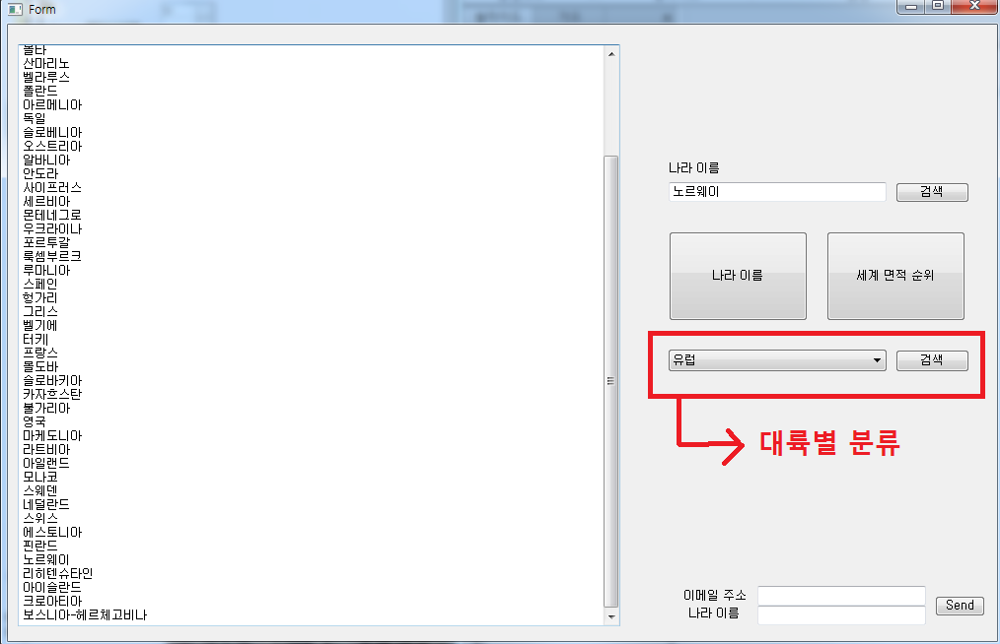 Form
몰타
산마리노
벨라루스
폴란드
아르메니아
독일
슬로베니아
오스트리아
알바니아
안도라
사이프러스
세르비아
몬테네그로
우크라이나
포르투갈
룩셈부르크
루마니아
스페인
헝가리
그리스
벨기에
터키
프랑스
몰도바
슬로바키아
카자흐스탄
불가리아
영국
마케도니아
라트비아
아일랜드
모나코
스웨덴
네덜란드
스위스
에스토니아
핀란드
노르웨이
리히텐슈타인
아이슬란드
크로아티아
보스니아-헤르체고비나
나라 이름
노르웨이 검색
나라 이름 세계 면적 순위
유럽 검색
대륙별 분류
이메일 주소
나라 이름
Send